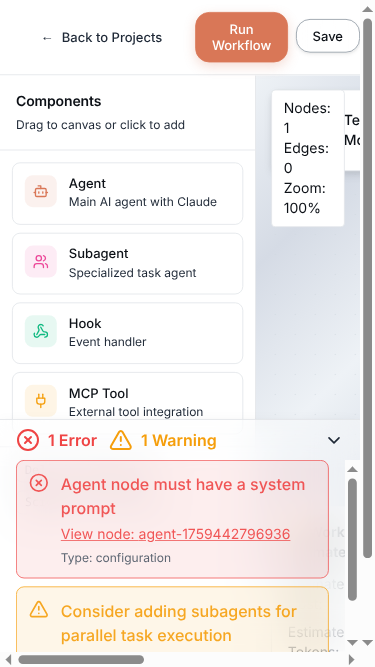 ← Back to Projects
Run
Workflow
Save
Components
Drag to canvas or click to add
Agent
Main AI agent with Claude
Subagent
Specialized task agent
Hook
Event handler
MCP Tool
External tool integration
Nodes:
1
Edges:
0
Zoom:
100%
1 Error
1 Warning
Agent node must have a system
prompt
View node: agent-1759442796936
Type: configuration
Consider adding subagents for
parallel task execution
Estimate
Tokens: